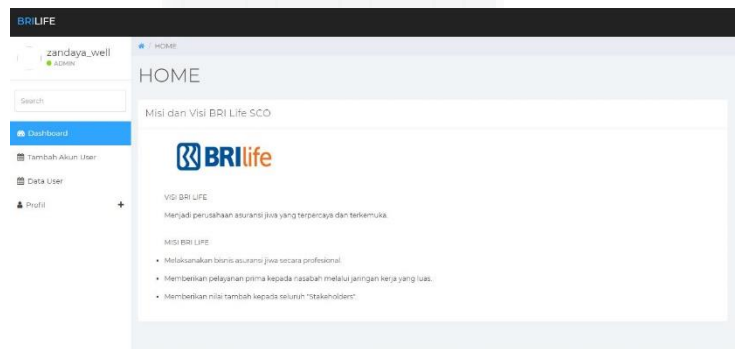 BRILIFE
zandaya_well
ADMIN
Search
Dashboard
Tambah Akun User
Data User
Profil
+
/ HOME
HOME
Misi dan Visi BRI Life SCO
BRIlife
VISI BRI LIFE
Menjadi perusahaan asuransi jiwa yang terpercaya dan terkemuka.
MISI BRI LIFE
• Melaksanakan bisnis asuransi jiwa secara profesional.
• Memberikan pelayanan prima kepada nasabah melalui jaringan kerja yang luas.
• Memberikan nilai tambah kepada seluruh "Stakeholders".